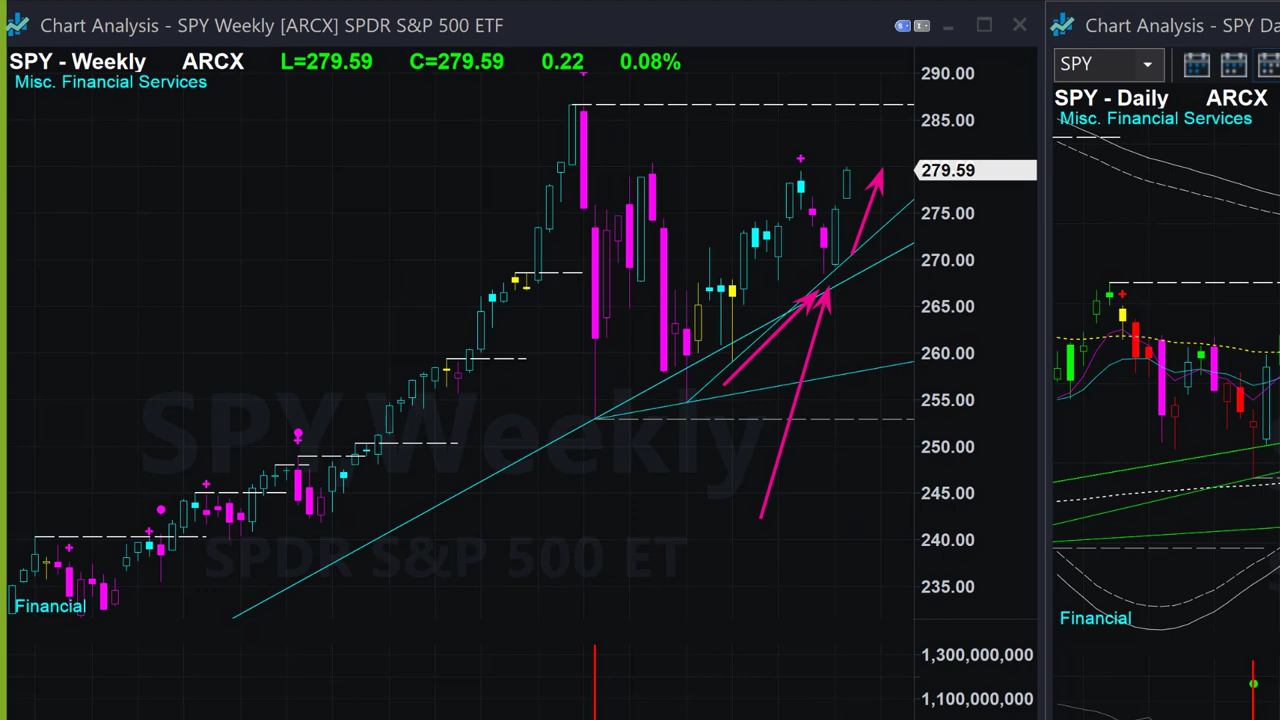 Chart Analysis - SPY Weekly [ARCX] SPDR S&P 500 ETF
SPY - Weekly ARCX L=279.59 C=279.59 0.22 0.08%
Misc. Financial Services
290.00
285.00
279.59
275.00
270.00
265.00
260.00
255.00
250.00
245.00
240.00
235.00
SPY Weekly
SPDR S&P 500 ET
Financial
1,300,000,000
1,100,000,000
Chart Analysis - SPY Da
SPY
SPY - Daily ARCX
Misc. Financial Services
Financial